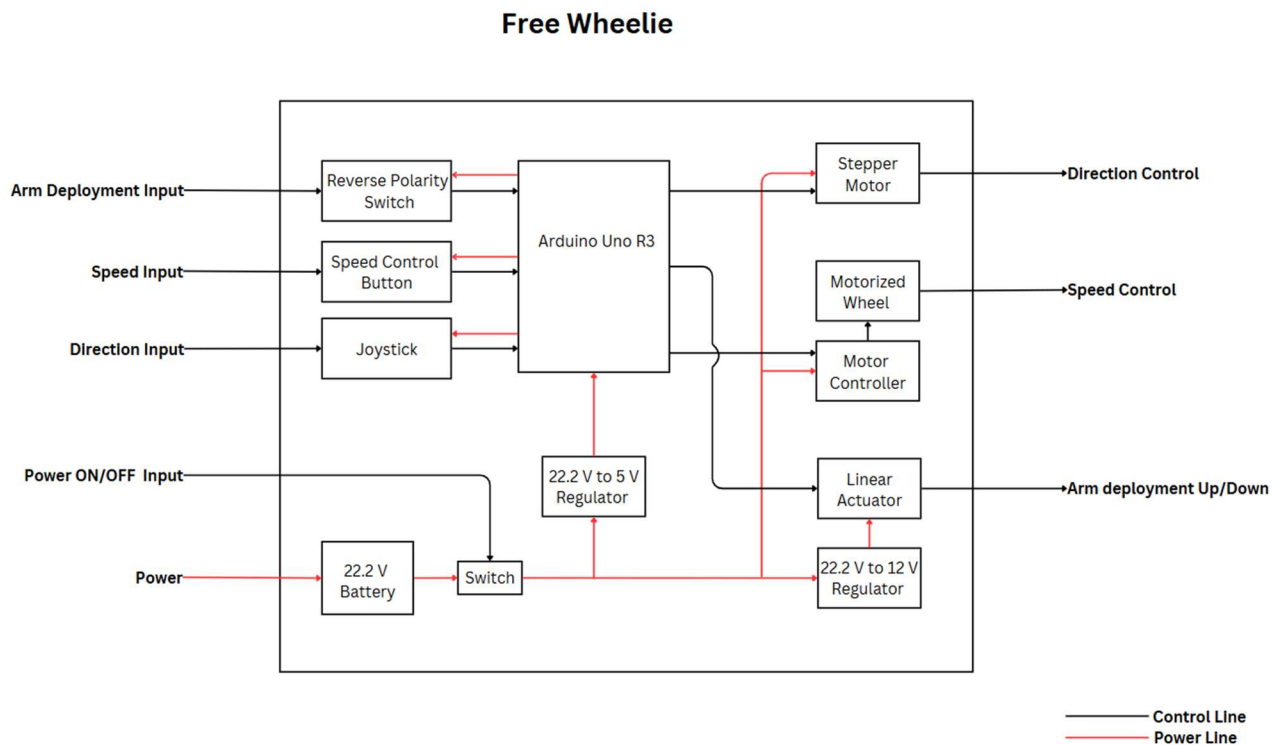 Free Wheelie
Arm Deployment Input
Reverse Polarity
Switch
Arduino Uno R3
Stepper
Motor
Direction Control
Speed Input
Speed Control
Button
Motorized
Wheel
Speed Control
Direction Input
Joystick
Motor
Controller
Power ON/OFF Input
22.2 V to 5 V
Regulator
Linear
Actuator
Arm deployment Up/Down
Power
22.2 V
Battery
Switch
22.2 V to 12 V
Regulator
Control Line
Power Line